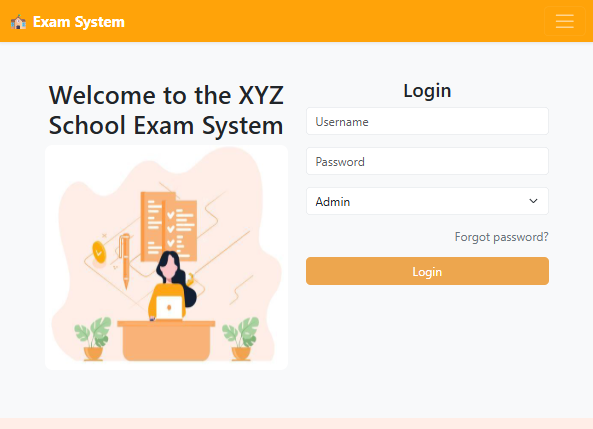 Exam System
Welcome to the XYZ
School Exam System
Login
Username
Password
Admin
Forgot password?
Login